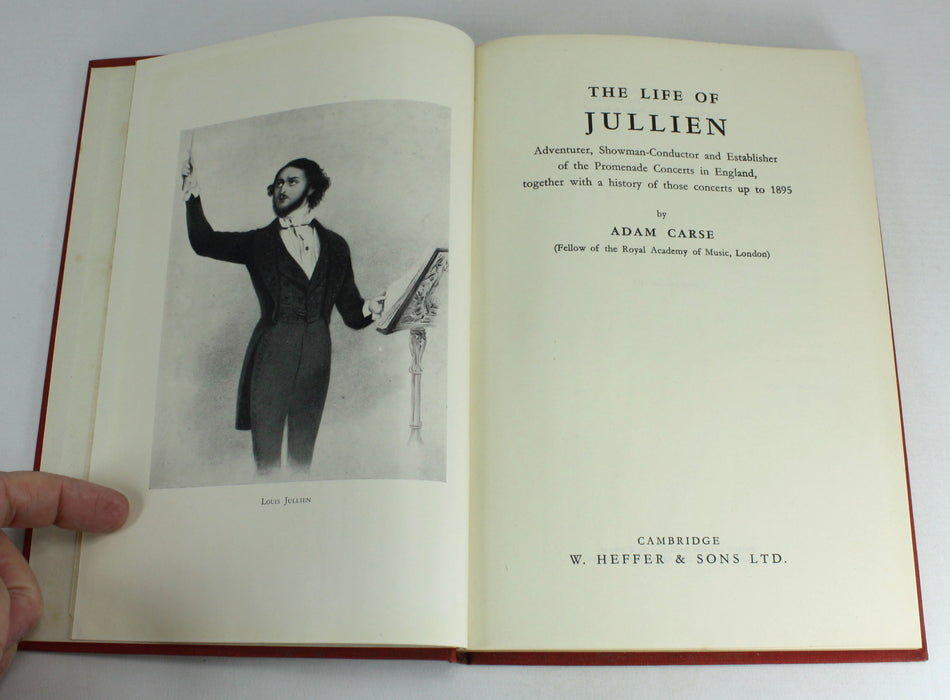 Louis Jullien
THE LIFE OF
JULLIEN
Adventurer, Showman-Conductor and Establisher
of the Promenade Concerts in England,
together with a history of those concerts up to 1895
by
ADAM CARSE
(Fellow of the Royal Academy of Music, London)
CAMBRIDGE
W. HEFFER & SONS LTD.